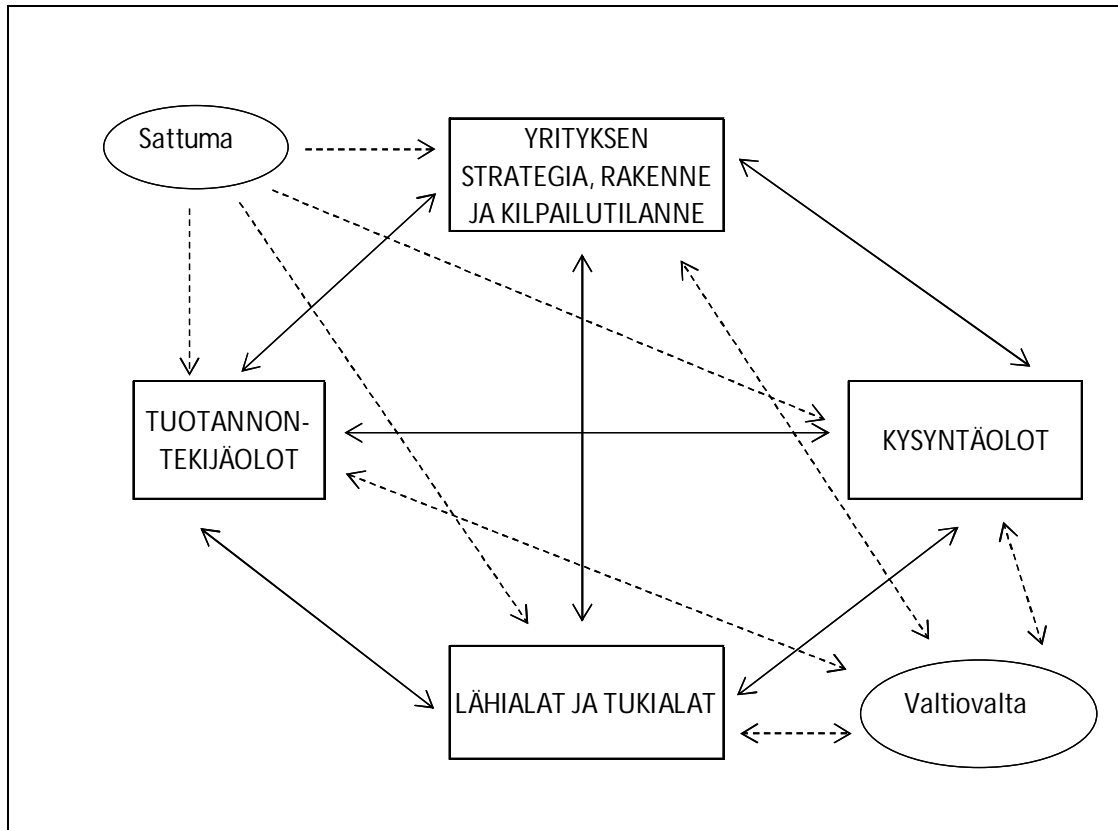 Sattuma
YRITYKSEN
STRATEGIA, RAKENNE
JA KILPAILUTILANNE
TUOTANNON-
TEKIJÄOLOT
KYSYNTÄOLOT
LÄHIALAT JA TUKIALAT
Valtiovalta